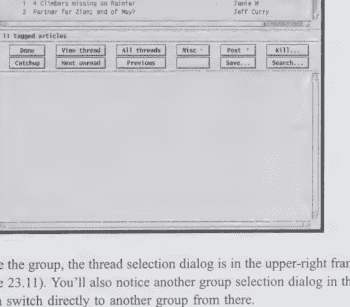 1 4 Climbers missing on Rainier Jamie W
2 Partner for Zion; end of May? Jeff Curry
11 tagged articles
Done View thread All threads Misc Post Kill...
Catchup Next unread Previous Save... Search...
e the group, the thread selection dialog is in the upper-right fram
e 23.11). You'll also notice another group selection dialog in th
n switch directly to another group from there.